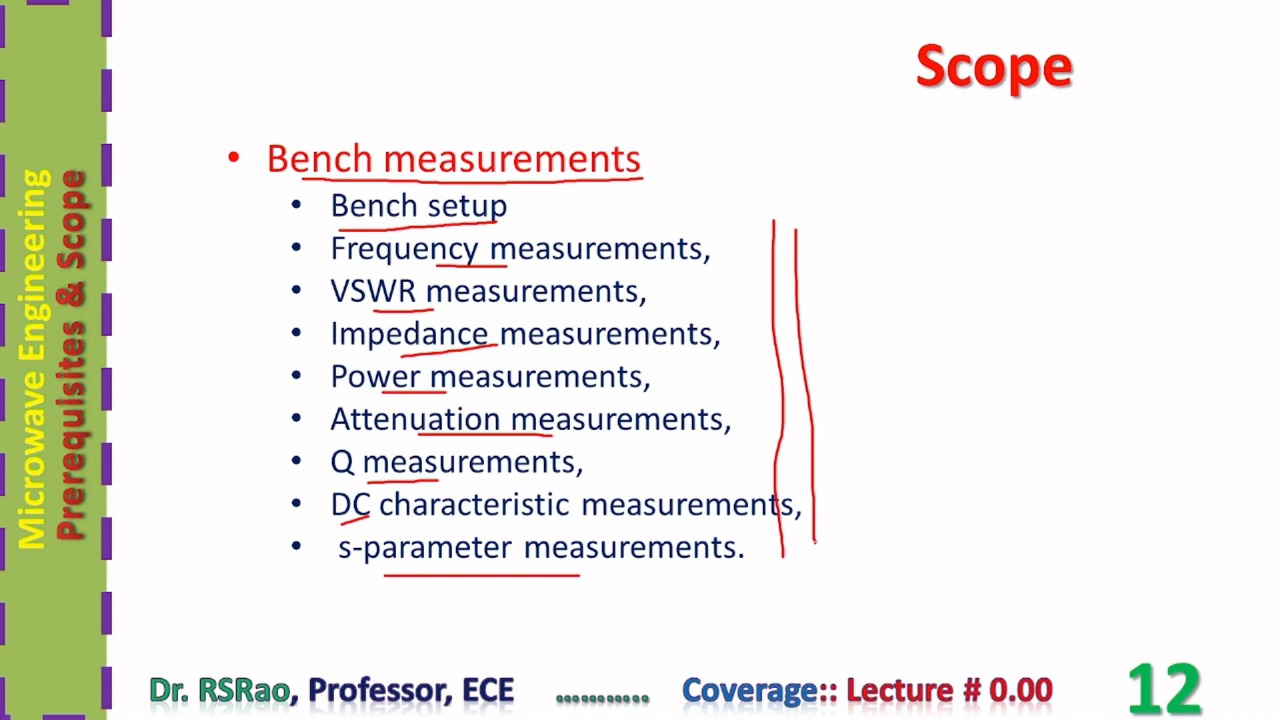 Scope
• Bench measurements
• Bench setup
• Frequency measurements,
• VSWR measurements,
• Impedance measurements,
• Power measurements,
• Attenuation measurements,
• Q measurements,
• DC characteristic measurements,
• s-parameter measurements.
Microwave Engineering
Prerequisites & Scope
Dr. RSRao, Professor, ECE ........... Coverage:: Lecture # 0.00 12